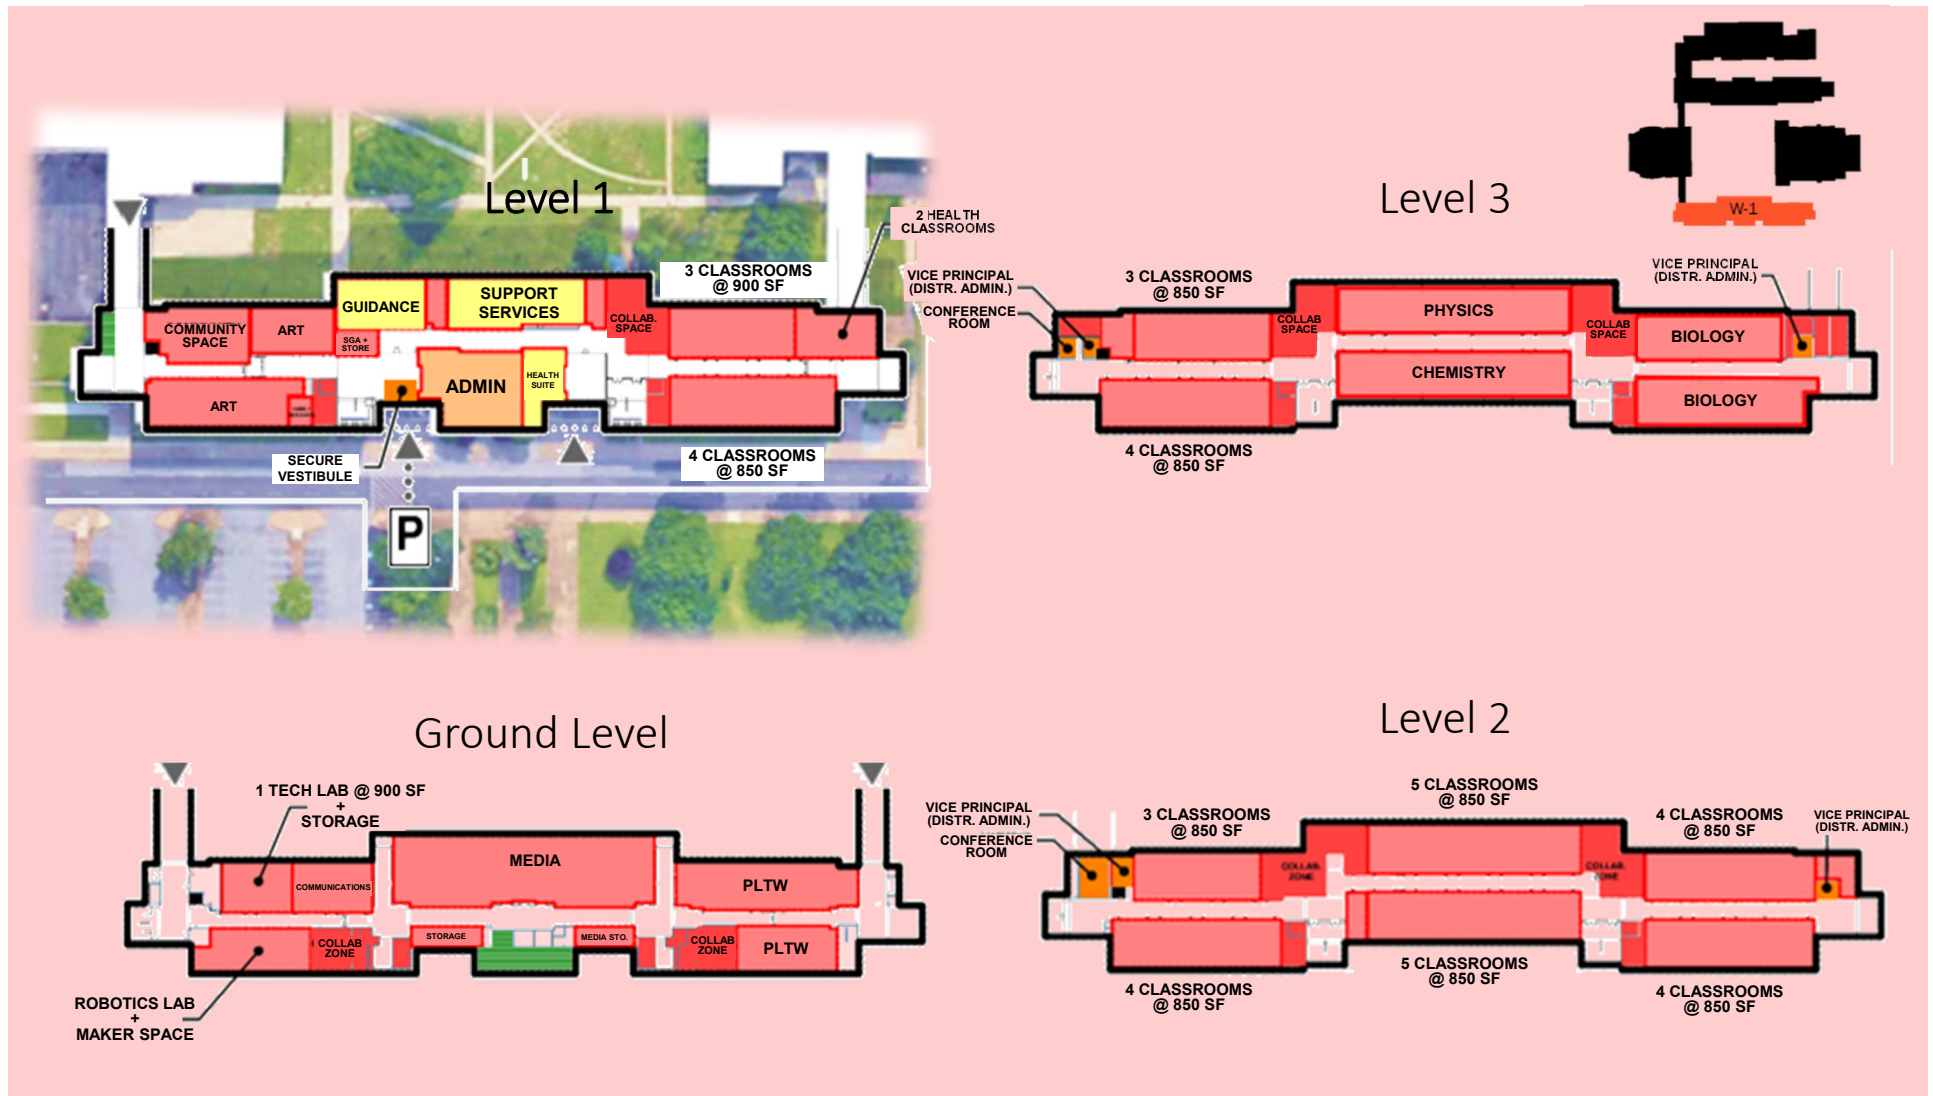 Level 1
2 HEALTH
CLASSROOMS
3 CLASSROOMS
@ 900 SF
GUIDANCE
SUPPORT
SERVICES
COLLAB.
SPACE
COMMUNITY
SPACE
ART
SGA +
STORE
ADMIN
HEALTH
SUITE
ART
SECURE
VESTIBULE
4 CLASSROOMS
@ 850 SF
P
Level 3
W-1
VICE PRINCIPAL
(DISTR. ADMIN.)
CONFERENCE
ROOM
3 CLASSROOMS
@ 850 SF
VICE PRINCIPAL
(DISTR. ADMIN.)
COLLAB
SPACE
PHYSICS
COLLAB
SPACE
BIOLOGY
CHEMISTRY
BIOLOGY
4 CLASSROOMS
@ 850 SF
Ground Level
1 TECH LAB @ 900 SF
+
STORAGE
MEDIA
COMMUNICATIONS
PLTW
COLLAB
ZONE
STORAGE
MEDIA STO.
COLLAB
ZONE
PLTW
ROBOTICS LAB
+
MAKER SPACE
Level 2
5 CLASSROOMS
@ 850 SF
VICE PRINCIPAL
(DISTR. ADMIN.)
CONFERENCE
ROOM
3 CLASSROOMS
@ 850 SF
4 CLASSROOMS
@ 850 SF
VICE PRINCIPAL
(DISTR. ADMIN.)
COLLAB.
ZONE
COLLAB.
ZONE
4 CLASSROOMS
@ 850 SF
5 CLASSROOMS
@ 850 SF
4 CLASSROOMS
@ 850 SF